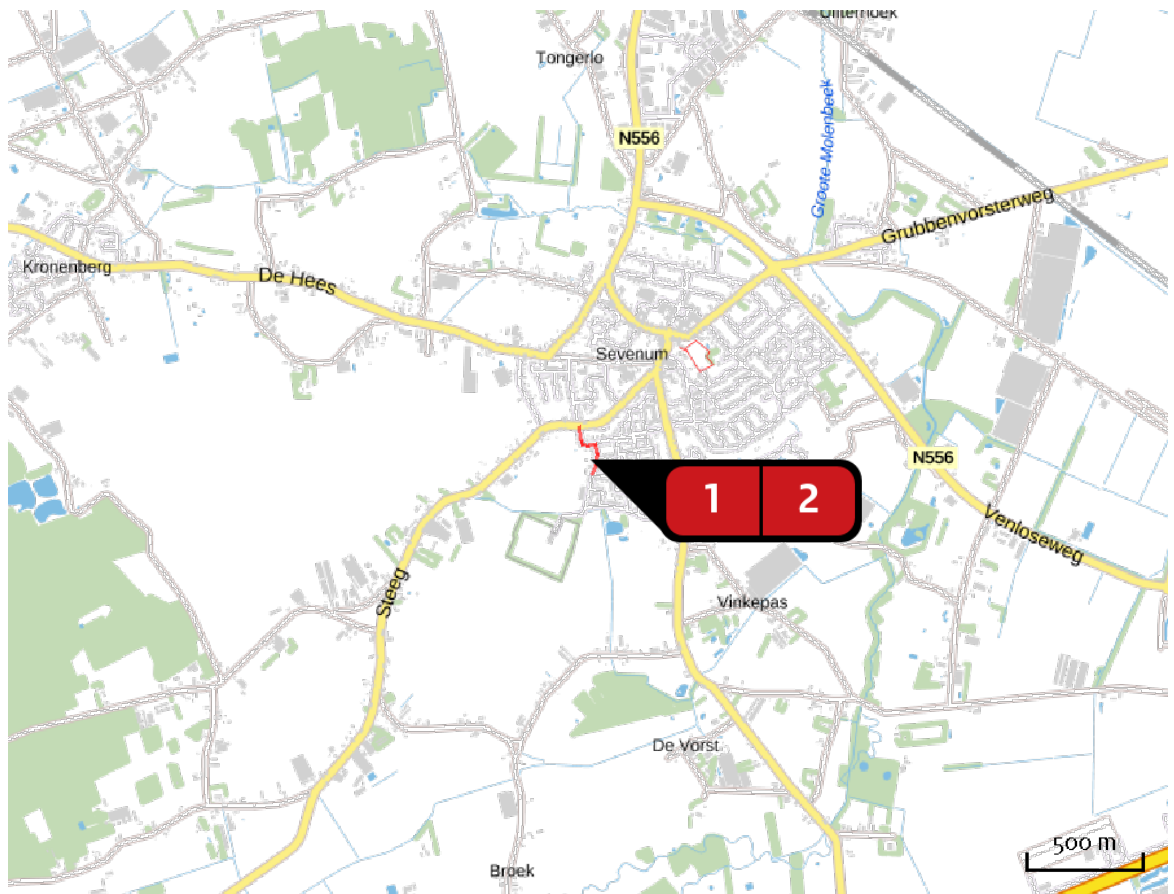 Tongerlo
N556
Groote-Molenbeek
Grubbenvorsterweg
Kronenberg
De Hees
Sevenum
N556
1 2
Venloseweg
Steeg
Vinkepas
De Vorst
500 m
Broek